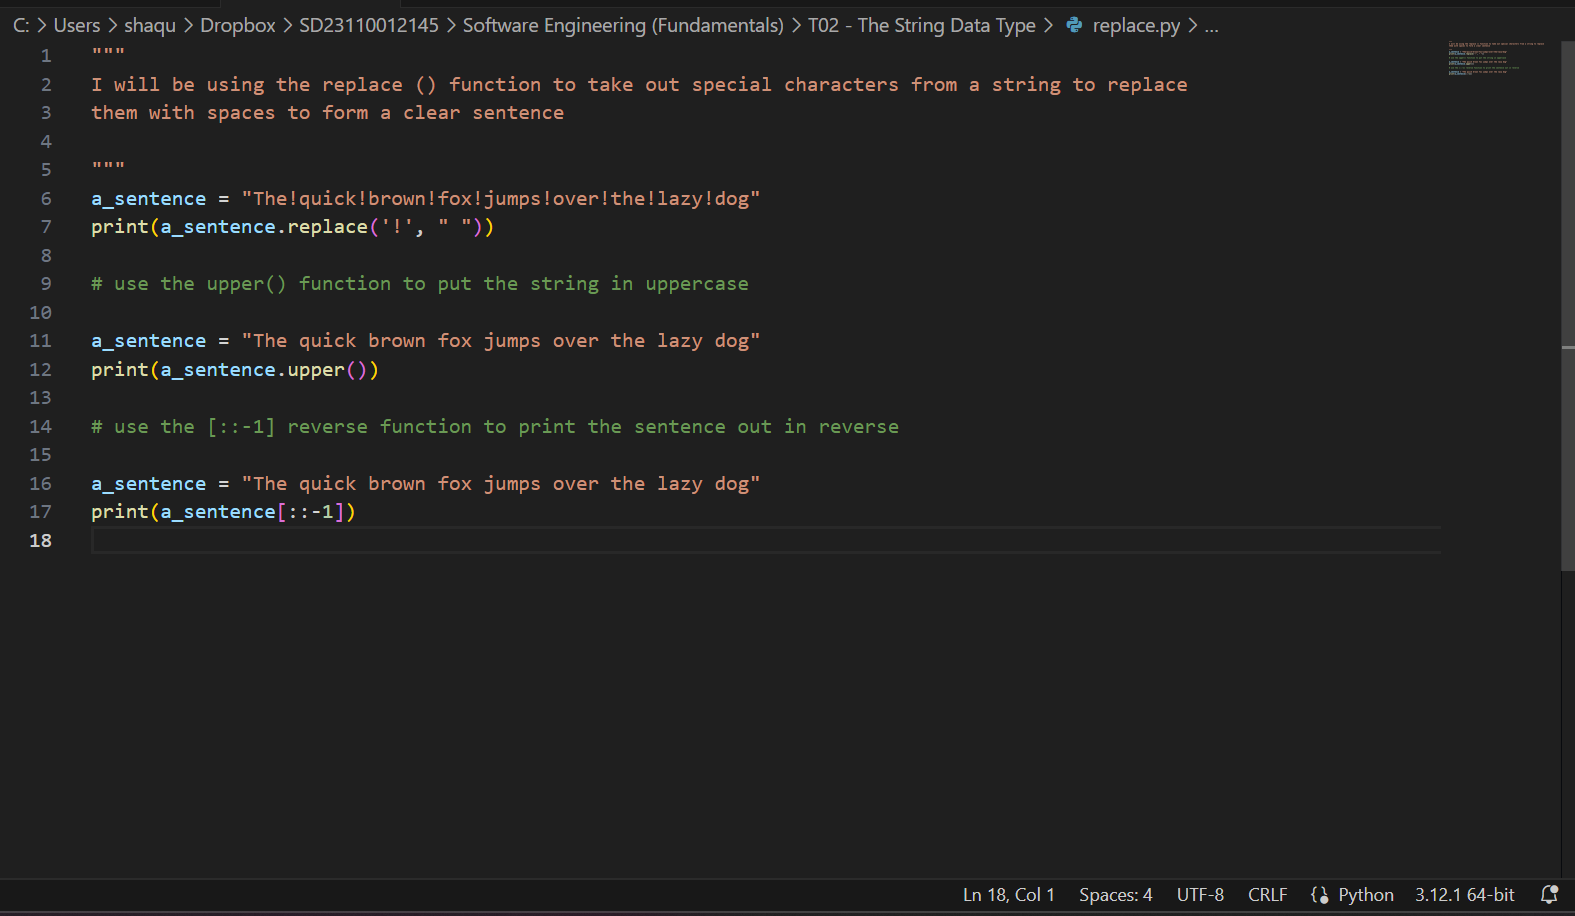 C: > Users > shaqu > Dropbox > SD23110012145 > Software Engineering (Fundamentals) > T02 - The String Data Type > replace.py > ...
1 """
2 I will be using the replace () function to take out special characters from a string to replace
3 them with spaces to form a clear sentence
4
5 """
6 a_sentence = "The!quick!brown!fox!jumps!over!the!lazy!dog"
7 print(a_sentence.replace('!', " "))
8
9 # use the upper() function to put the string in uppercase
10
11 a_sentence = "The quick brown fox jumps over the lazy dog"
12 print(a_sentence.upper())
13
14 # use the [::-1] reverse function to print the sentence out in reverse
15
16 a_sentence = "The quick brown fox jumps over the lazy dog"
17 print(a_sentence[::-1])
18
Ln 18, Col 1 Spaces: 4 UTF-8 CRLF Python 3.12.1 64-bit